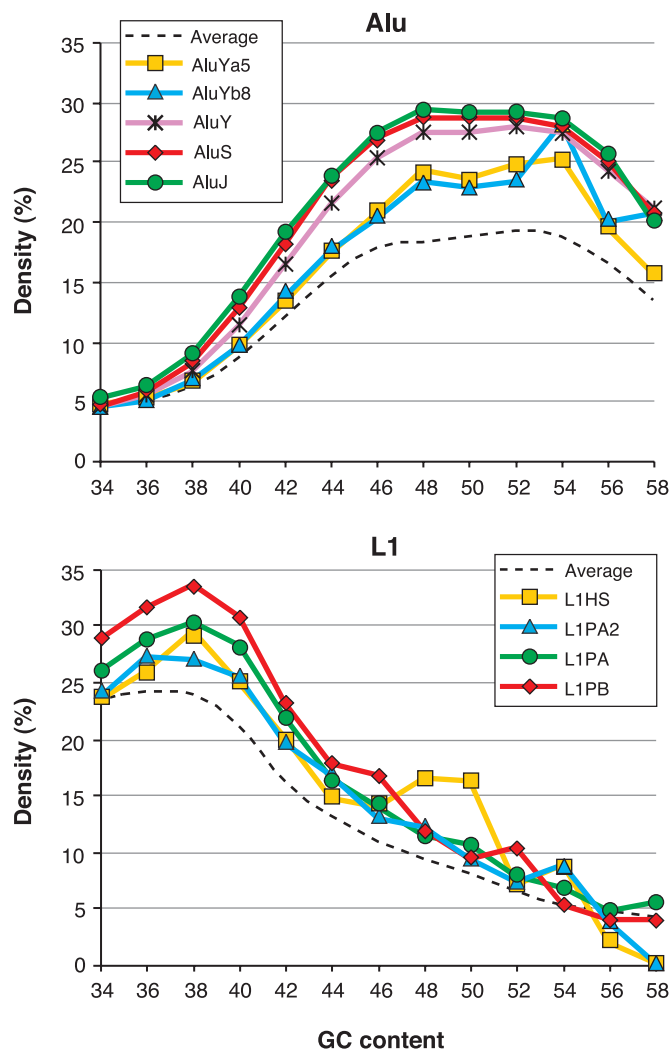 Alu
Average
AluYa5
AluYb8
AluY
AluS
AluJ
Density (%)
35
30
25
20
15
10
5
0
34 36 38 40 42 44 46 48 50 52 54 56 58
L1
Average
L1HS
L1PA2
L1PA
L1PB
Density (%)
35
30
25
20
15
10
5
0
34 36 38 40 42 44 46 48 50 52 54 56 58
GC content